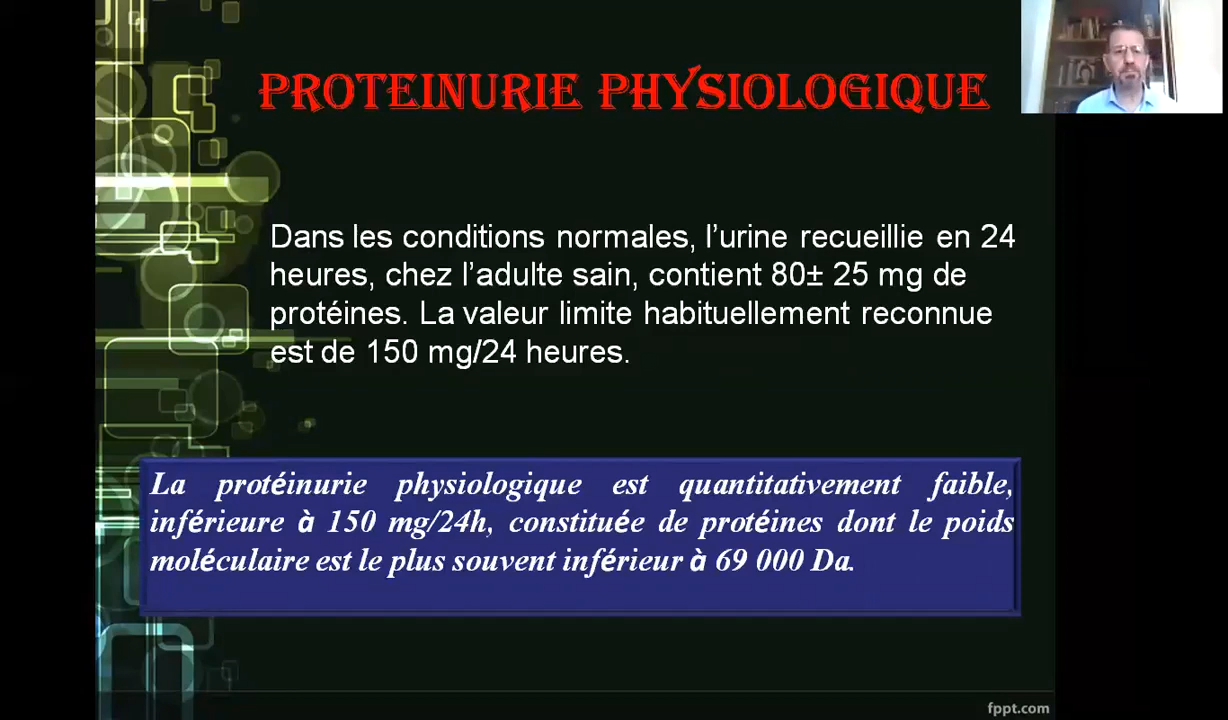 PROTEINURIE PHYSIOLOGIQUE
Dans les conditions normales, l’urine recueillie en 24
heures, chez l’adulte sain, contient 80± 25 mg de
protéines. La valeur limite habituellement reconnue
est de 150 mg/24 heures.
La protéinurie physiologique est quantitativement faible,
inférieure à 150 mg/24h, constituée de protéines dont le poids
moléculaire est le plus souvent inférieur à 69 000 Da.
fppt.com